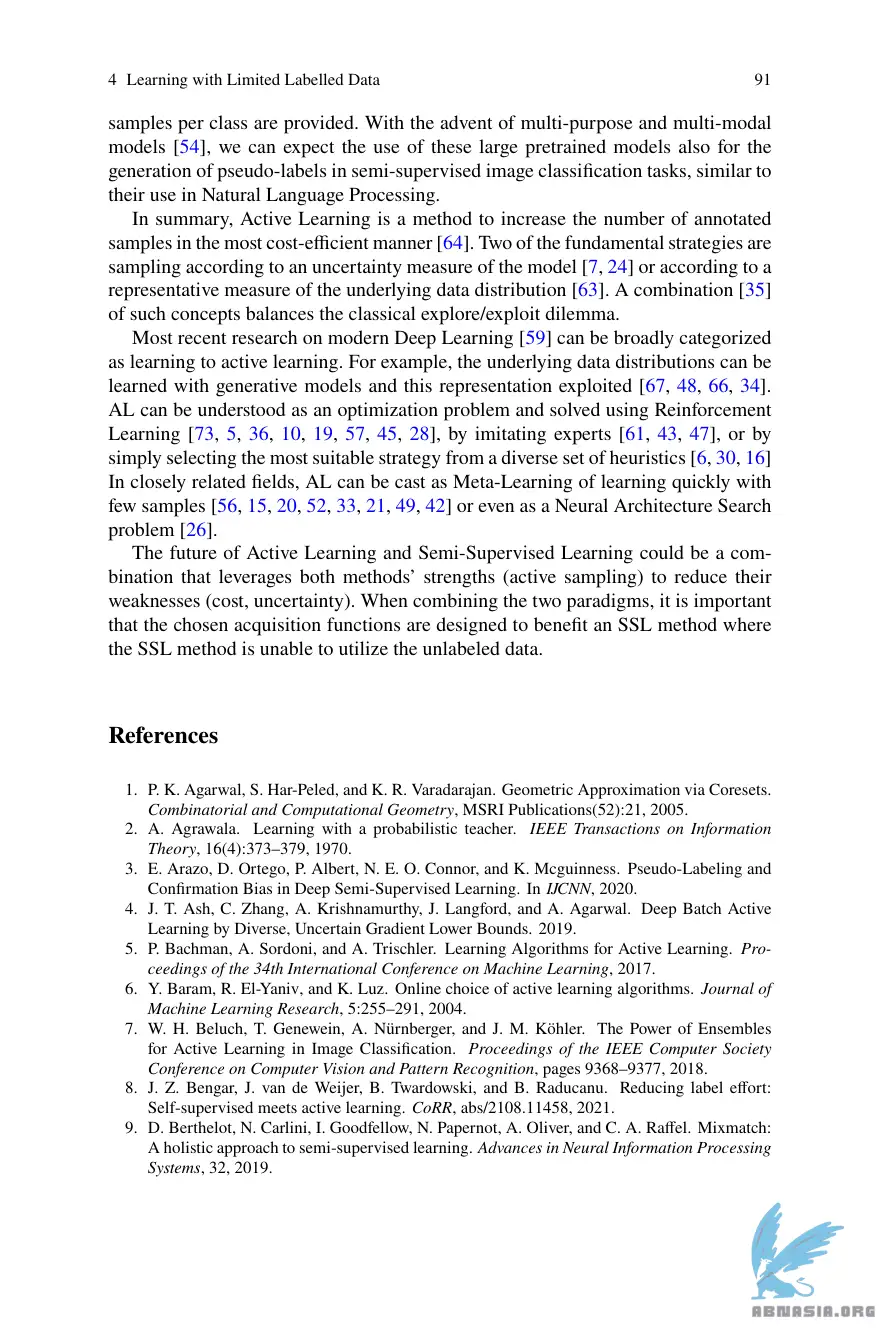 4 Learning with Limited Labelled Data 91
samples per class are provided. With the advent of multi-purpose and multi-modal
models [54], we can expect the use of these large pretrained models also for the
generation of pseudo-labels in semi-supervised image classification tasks, similar to
their use in Natural Language Processing.
In summary, Active Learning is a method to increase the number of annotated
samples in the most cost-efficient manner [64]. Two of the fundamental strategies are
sampling according to an uncertainty measure of the model [7, 24] or according to a
representative measure of the underlying data distribution [63]. A combination [35]
of such concepts balances the classical explore/exploit dilemma.
Most recent research on modern Deep Learning [59] can be broadly categorized
as learning to active learning. For example, the underlying data distributions can be
learned with generative models and this representation exploited [67, 48, 66, 34].
AL can be understood as an optimization problem and solved using Reinforcement
Learning [73, 5, 36, 10, 19, 57, 45, 28], by imitating experts [61, 43, 47], or by
simply selecting the most suitable strategy from a diverse set of heuristics [6, 30, 16]
In closely related fields, AL can be cast as Meta-Learning of learning quickly with
few samples [56, 15, 20, 52, 33, 21, 49, 42] or even as a Neural Architecture Search
problem [26].
The future of Active Learning and Semi-Supervised Learning could be a com-
bination that leverages both methods' strengths (active sampling) to reduce their
weaknesses (cost, uncertainty). When combining the two paradigms, it is important
that the chosen acquisition functions are designed to benefit an SSL method where
the SSL method is unable to utilize the unlabeled data.
References
1. P. K. Agarwal, S. Har-Peled, and K. R. Varadarajan. Geometric Approximation via Coresets.
Combinatorial and Computational Geometry, MSRI Publications(52):21, 2005.
2. A. Agrawala. Learning with a probabilistic teacher. IEEE Transactions on Information
Theory, 16(4):373–379, 1970.
3. E. Arazo, D. Ortego, P. Albert, N. E. O. Connor, and K. Mcguinness. Pseudo-Labeling and
Confirmation Bias in Deep Semi-Supervised Learning. In IJCNN, 2020.
4. J. T. Ash, C. Zhang, A. Krishnamurthy, J. Langford, and A. Agarwal. Deep Batch Active
Learning by Diverse, Uncertain Gradient Lower Bounds. 2019.
5. P. Bachman, A. Sordoni, and A. Trischler. Learning Algorithms for Active Learning. Pro-
ceedings of the 34th International Conference on Machine Learning, 2017.
6. Y. Baram, R. El-Yaniv, and K. Luz. Online choice of active learning algorithms. Journal of
Machine Learning Research, 5:255–291, 2004.
7. W. H. Beluch, T. Genewein, A. Nürnberger, and J. M. Köhler. The Power of Ensembles
for Active Learning in Image Classification. Proceedings of the IEEE Computer Society
Conference on Computer Vision and Pattern Recognition, pages 9368–9377, 2018.
8. J. Z. Bengar, J. van de Weijer, B. Twardowski, and B. Raducanu. Reducing label effort:
Self-supervised meets active learning. CoRR, abs/2108.11458, 2021.
9. D. Berthelot, N. Carlini, I. Goodfellow, N. Papernot, A. Oliver, and C. A. Raffel. Mixmatch:
A holistic approach to semi-supervised learning. Advances in Neural Information Processing
Systems, 32, 2019.
ABNASIA.ORG